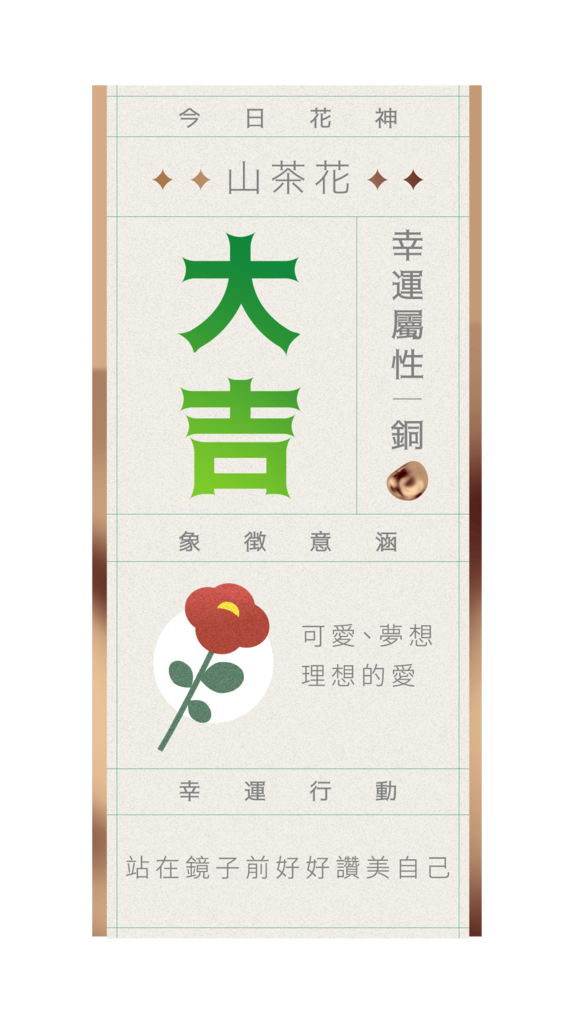 今日花神
山茶花
大吉
幸運屬性｜銅
象徵意涵
可愛、夢想
理想的愛
幸運行動
站在鏡子前好好讚美自己